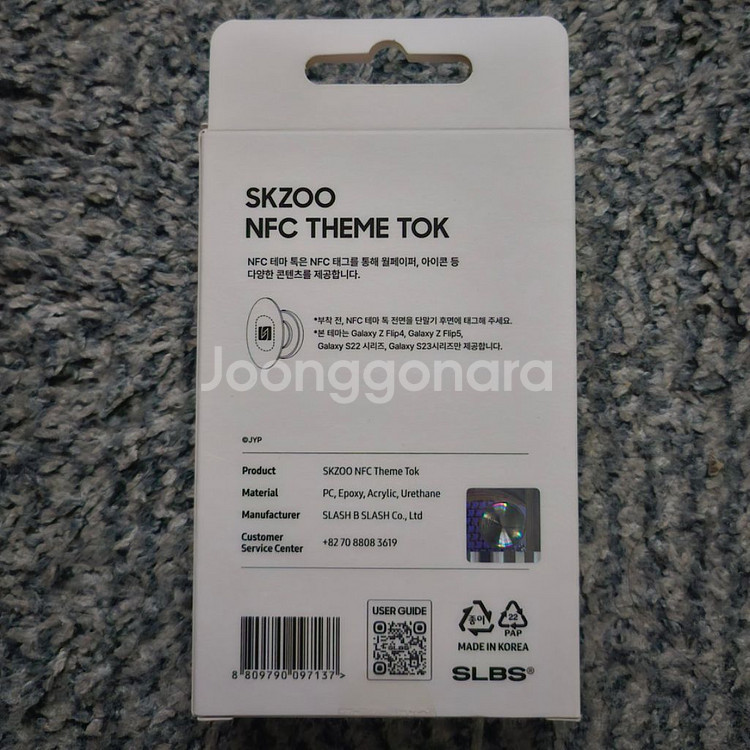 SKZOO
NFC THEME TOK
NFC 테마 톡은 NFC 태그를 통해 월페이퍼, 아이콘 등
다양한 콘텐츠를 제공합니다.
*부착 전, NFC 테마 톡 전면을 단말기 후면에 태그해 주세요.
*본 테마는 Galaxy Z Flip4, Galaxy Z Flip5,
Galaxy S22 시리즈, Galaxy S23시리즈만 제공합니다.
Joonggonara
©JYP
Product SKZOO NFC Theme Tok
Material PC, Epoxy, Acrylic, Urethane
Manufacturer SLASH B SLASH Co., Ltd
Customer
Service Center +82 70 8808 3619
USER GUIDE
종이
22
PAP
MADE IN KOREA
SLBS®
8 809790 097137 >